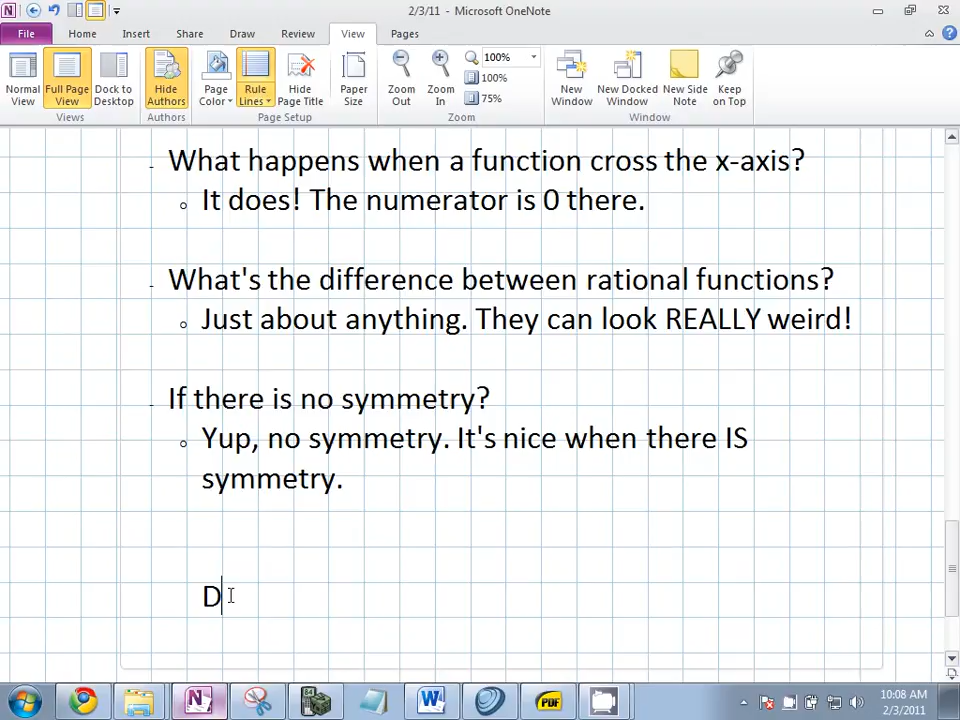 2/3/11 - Microsoft OneNote
File Home Insert Share Draw Review View Pages
Normal View
Full Page View
Dock to Desktop
Views
Hide Authors
Authors
Page Color
Rule Lines
Hide Page Title
Paper Size
Page Setup
Zoom Out
Zoom In
100%
100%
75%
Zoom
New Window
New Docked Window
New Side Note
Keep on Top
Window
- What happens when a function cross the x-axis?
o It does! The numerator is 0 there.
- What's the difference between rational functions?
o Just about anything. They can look REALLY weird!
- If there is no symmetry?
o Yup, no symmetry. It's nice when there IS
symmetry.
D
PDF
10:08 AM
2/3/2011